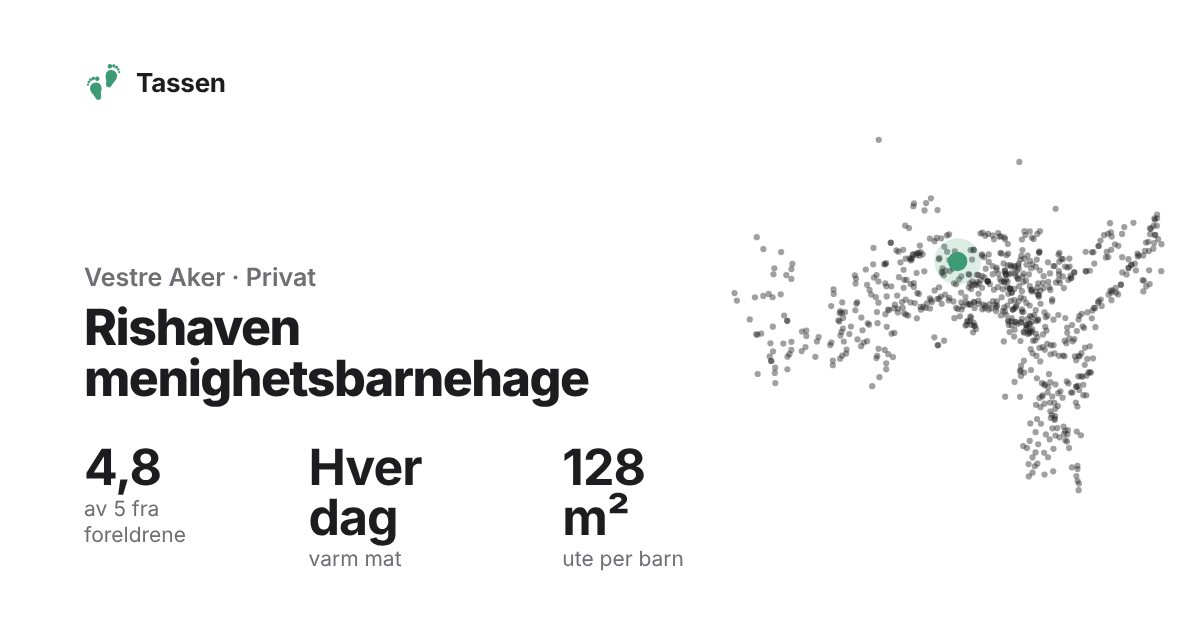 Tassen
Vestre Aker · Privat
Rishaven
menighetsbarnehage
4,8
av 5 fra
foreldrene
Hver
dag
varm mat
128
m²
ute per barn